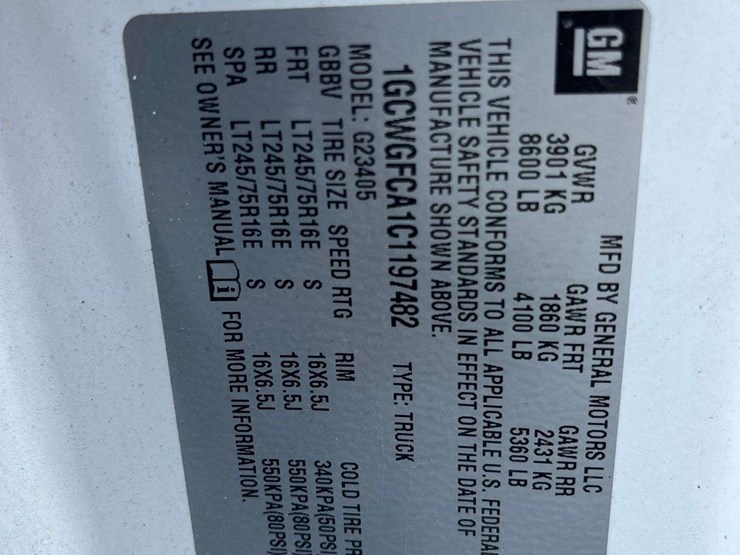 GM
MFD BY GENERAL MOTORS LLC
GVWR GAWR FRT GAWR RR
3901 KG 1860 KG 2431 KG
8600 LB 4100 LB 5360 LB
THIS VEHICLE CONFORMS TO ALL APPLICABLE U.S. FEDERA
VEHICLE SAFETY STANDARDS IN EFFECT ON THE DATE OF
MANUFACTURE SHOWN ABOVE.
1GCWGFCA1C1197482 TYPE: TRUCK
MODEL: G23405
GBBV TIRE SIZE SPEED RTG RIM COLD TIRE PR
FRT LT245/75R16E S 16X6.5J 340KPA(50PSI)
RR LT245/75R16E S 16X6.5J 550KPA(80PSI)
SPA LT245/75R16E S 16X6.5J 550KPA(80PSI)
SEE OWNER'S MANUAL i FOR MORE INFORMATION.